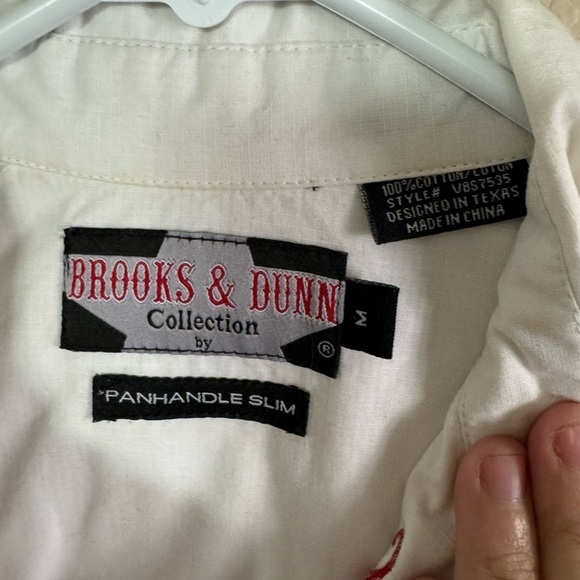 100% COTTON/COTON
STYLE# V8S7535
DESIGNED IN TEXAS
MADE IN CHINA
BROOKS & DUNN
Collection
by
®
M
PANHANDLE SLIM